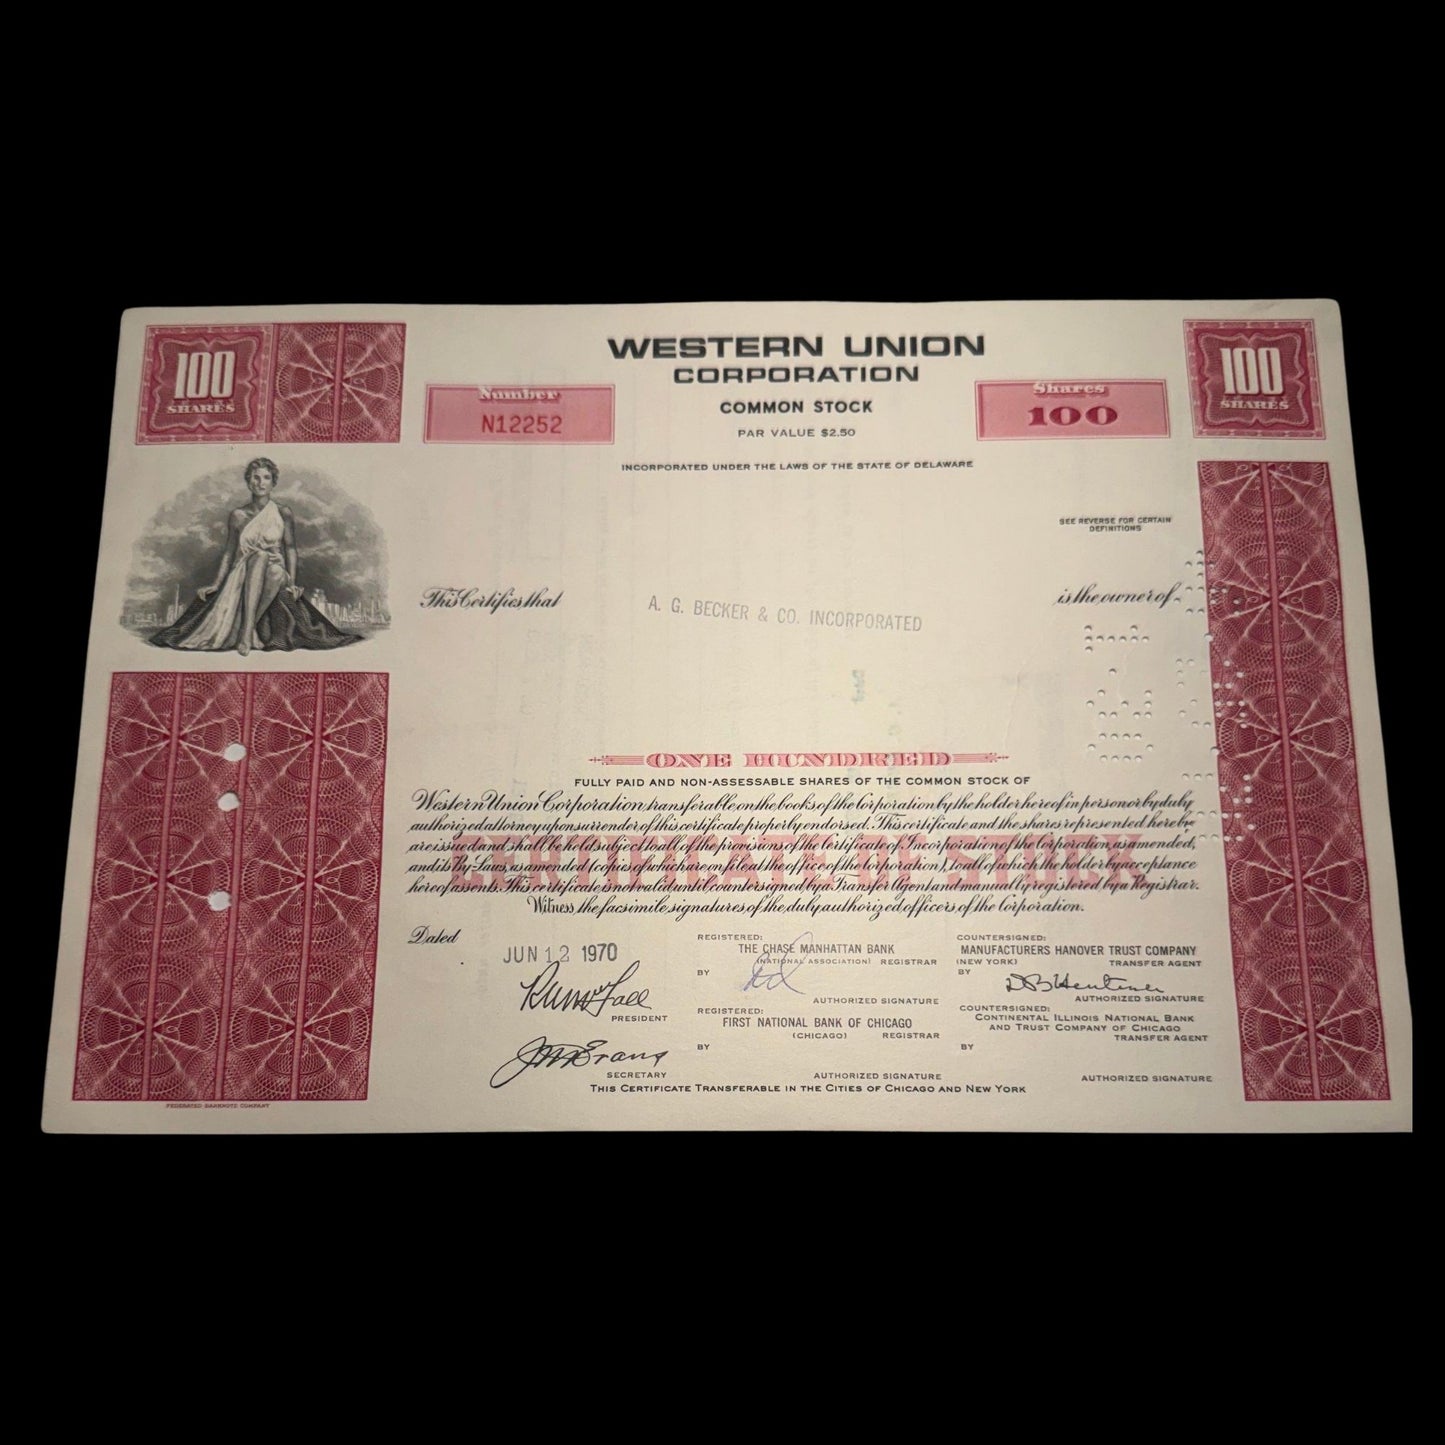 100
SHARES
WESTERN UNION
CORPORATION
COMMON STOCK
PAR VALUE $2.50
Number
N12252
Shares
100
100
SHARES
INCORPORATED UNDER THE LAWS OF THE STATE OF DELAWARE
SEE REVERSE FOR CERTAIN
DEFINITIONS
This Certifies that
A. G. BECKER & CO. INCORPORATED
is the owner of
ONE HUNDRED
FULLY PAID AND NON-ASSESSABLE SHARES OF THE COMMON STOCK OF
Western Union Corporation, transferable on the books of the Corporation by the holder hereof in person or by duly
authorized attorney upon surrender of this certificate properly endorsed. This certificate and the shares represented hereby
are issued and shall be held subject to all of the provisions of the Certificate of Incorporation of the Corporation, as amended,
and its By-Laws, as amended (copies of which are on file at the office of the Corporation), to all of which the holder by acceptance
hereof assents. This certificate is not valid until countersigned by a Transfer Agent and manually registered by a Registrar.
Witness the facsimile signatures of the duly authorized officers of the Corporation.
Dated
JUN 12 1970
PRESIDENT
SECRETARY
REGISTERED:
THE CHASE MANHATTAN BANK
(NATIONAL ASSOCIATION) REGISTRAR
BY
AUTHORIZED SIGNATURE
REGISTERED:
FIRST NATIONAL BANK OF CHICAGO
(CHICAGO) REGISTRAR
BY
AUTHORIZED SIGNATURE
COUNTERSIGNED:
MANUFACTURERS HANOVER TRUST COMPANY
(NEW YORK) TRANSFER AGENT
BY
AUTHORIZED SIGNATURE
COUNTERSIGNED:
CONTINENTAL ILLINOIS NATIONAL BANK
AND TRUST COMPANY OF CHICAGO
TRANSFER AGENT
BY
AUTHORIZED SIGNATURE
THIS CERTIFICATE TRANSFERABLE IN THE CITIES OF CHICAGO AND NEW YORK
FEDERATED BANKNOTE COMPANY